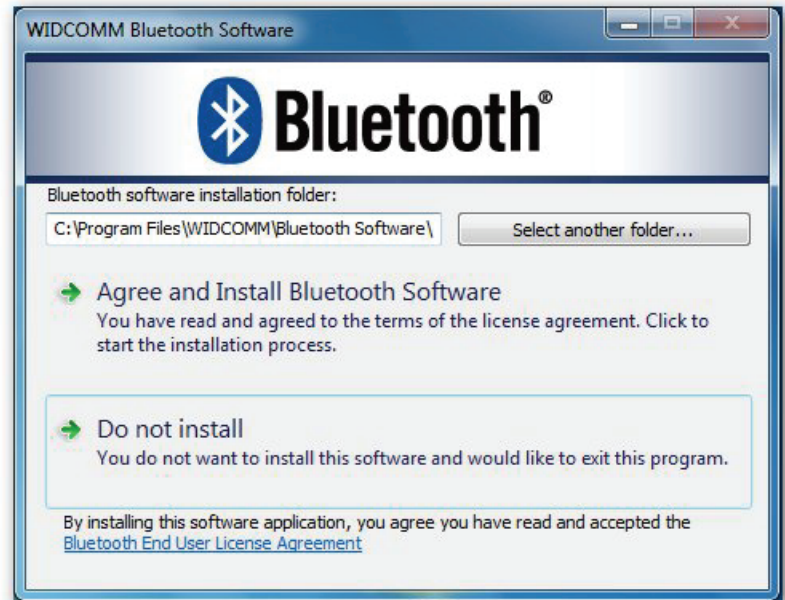 WIDCOMM Bluetooth Software
Bluetooth®
Bluetooth software installation folder:
C:\Program Files\WIDCOMM\Bluetooth Software\
Select another folder...
Agree and Install Bluetooth Software
You have read and agreed to the terms of the license agreement. Click to
start the installation process.
Do not install
You do not want to install this software and would like to exit this program.
By installing this software application, you agree you have read and accepted the
Bluetooth End User License Agreement